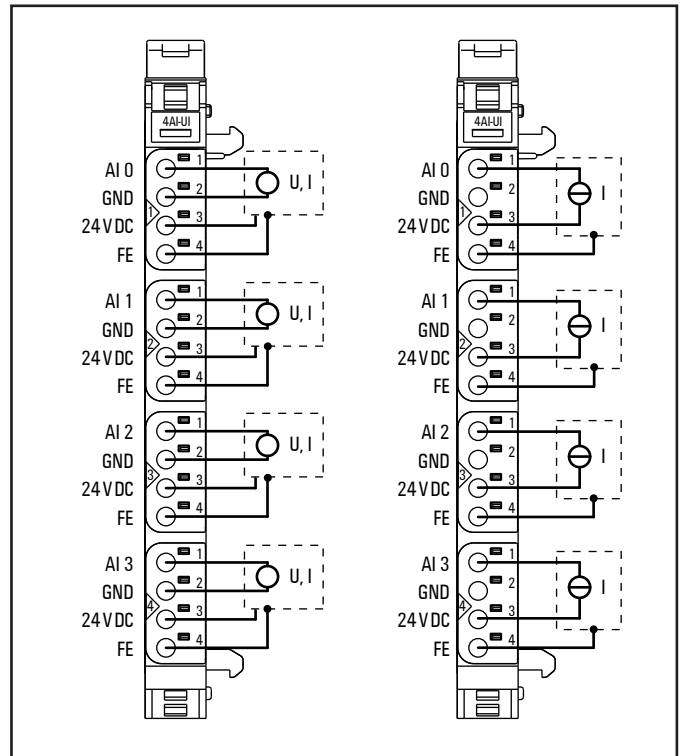 4AI-UI
AI 0 1
GND 2 U, I
1
24 V DC 3
FE 4
AI 1 1
GND 2 U, I
2
24 V DC 3
FE 4
AI 2 1
GND 2 U, I
3
24 V DC 3
FE 4
AI 3 1
GND 2 U, I
4
24 V DC 3
FE 4
4AI-UI
AI 0 1
GND 2 I
1
24 V DC 3
FE 4
AI 1 1
GND 2 I
2
24 V DC 3
FE 4
AI 2 1
GND 2 I
3
24 V DC 3
FE 4
AI 3 1
GND 2 I
4
24 V DC 3
FE 4